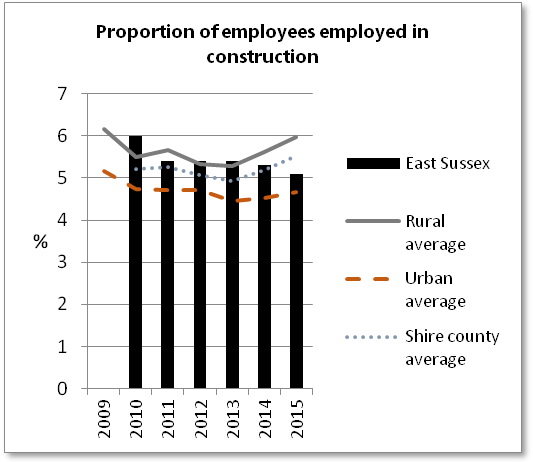 Proportion of employees employed in
construction
7
6
5
4
3
2
1
0
%
2009
2010
2011
2012
2013
2014
2015
East Sussex
Rural
average
Urban
average
Shire county
average